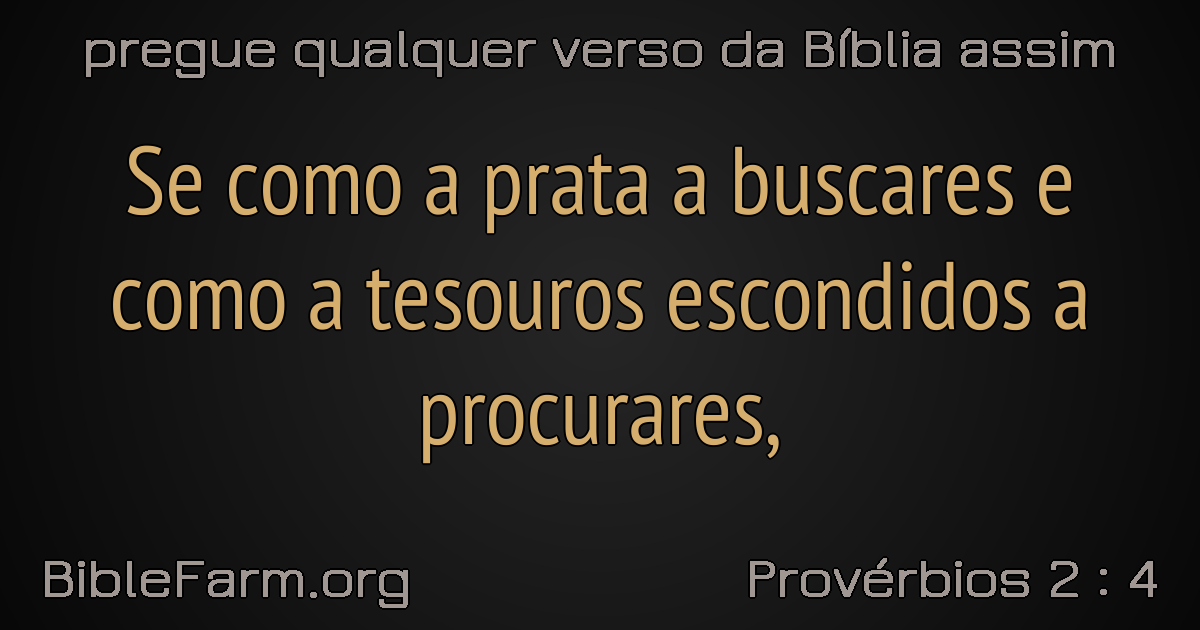 pregue qualquer verso da Bíblia assim
Se como a prata a buscares e
como a tesouros escondidos a
procurares,
BibleFarm.org
Provérbios 2 : 4